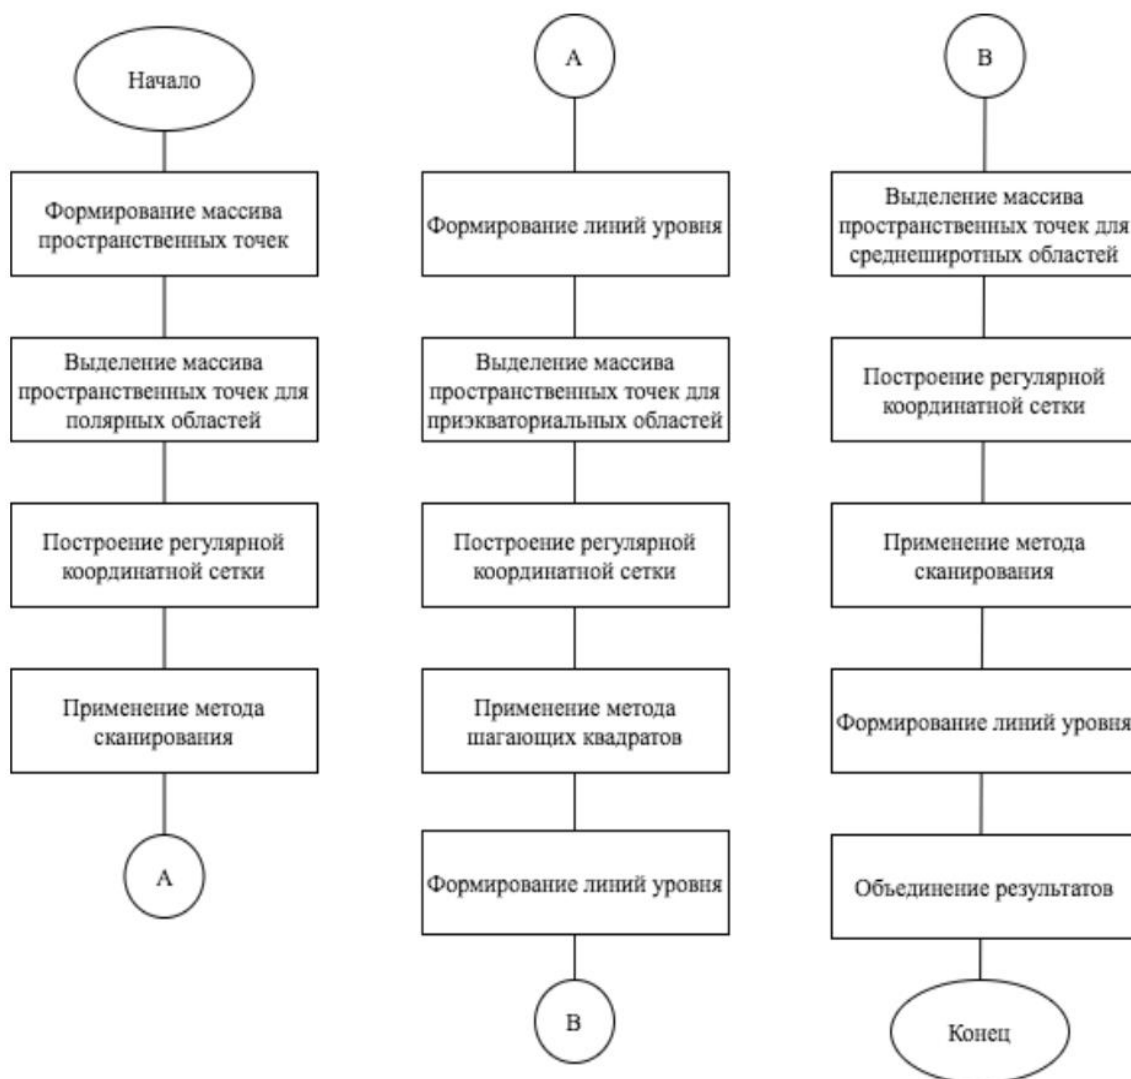 Начало
Формирование массива
пространственных точек
Выделение массива
пространственных точек для
полярных областей
Построение регулярной
координатной сетки
Применение метода
сканирования
А
А
Формирование линий уровня
Выделение массива
пространственных точек для
приэкваториальных областей
Построение регулярной
координатной сетки
Применение метода
шагающих квадратов
Формирование линий уровня
В
В
Выделение массива
пространственных точек для
среднеширотных областей
Построение регулярной
координатной сетки
Применение метода
сканирования
Формирование линий уровня
Объединение результатов
Конец